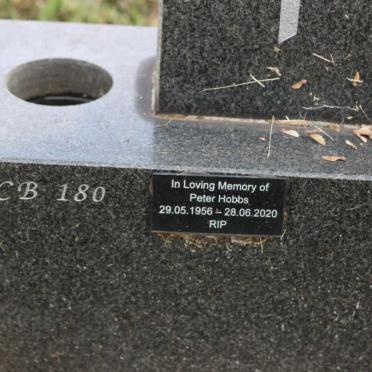 CB 180
In Loving Memory of
Peter Hobbs
29.05.1956 – 28.06.2020
RIP